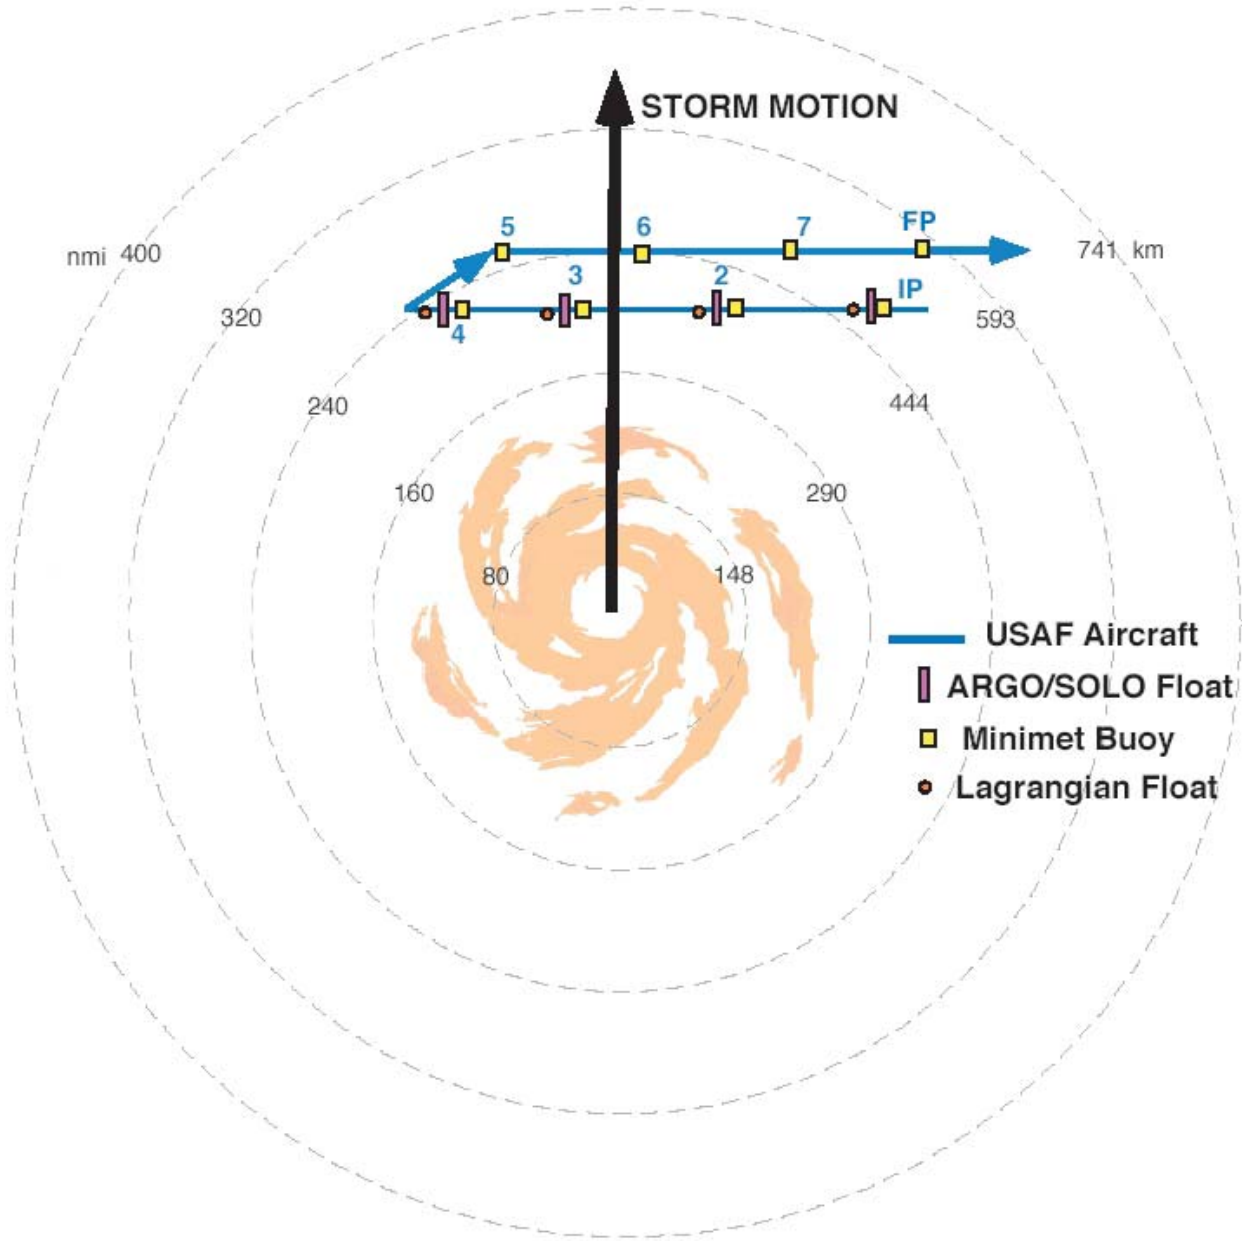 STORM MOTION
5 6 7 FP
nmi 400 741 km
3 2 IP
320 593
4
240 444
160 290
80 148
USAF Aircraft
ARGO/SOLO Float
Minimet Buoy
Lagrangian Float